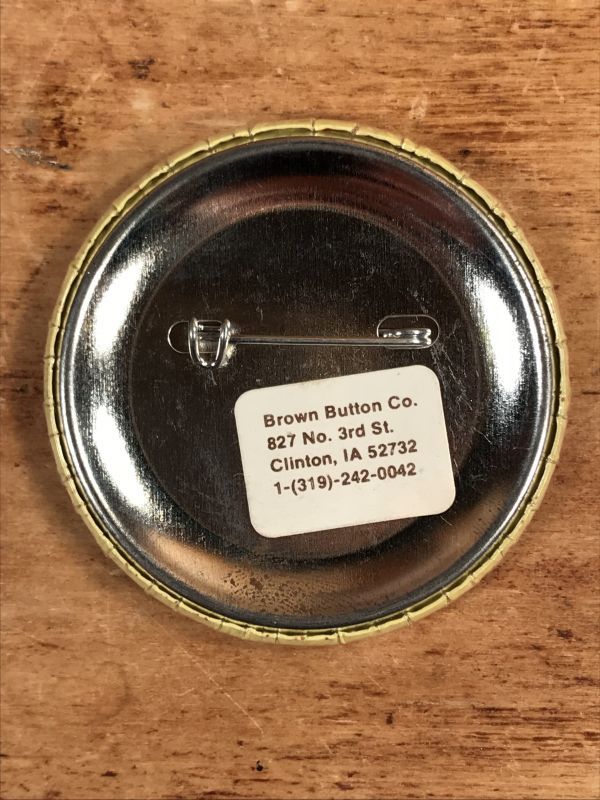 Brown Button Co.
827 No. 3rd St.
Clinton, IA 52732
1-(319)-242-0042